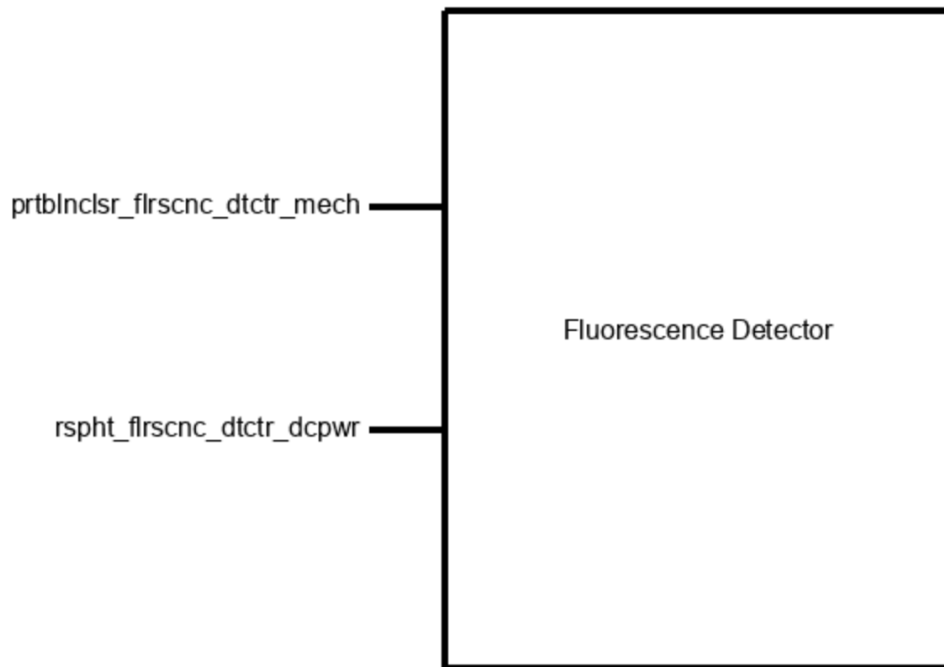 prtblnclsr_flrscnc_dtctr_mech
Fluorescence Detector
rspht_flrscnc_dtctr_dcpwr